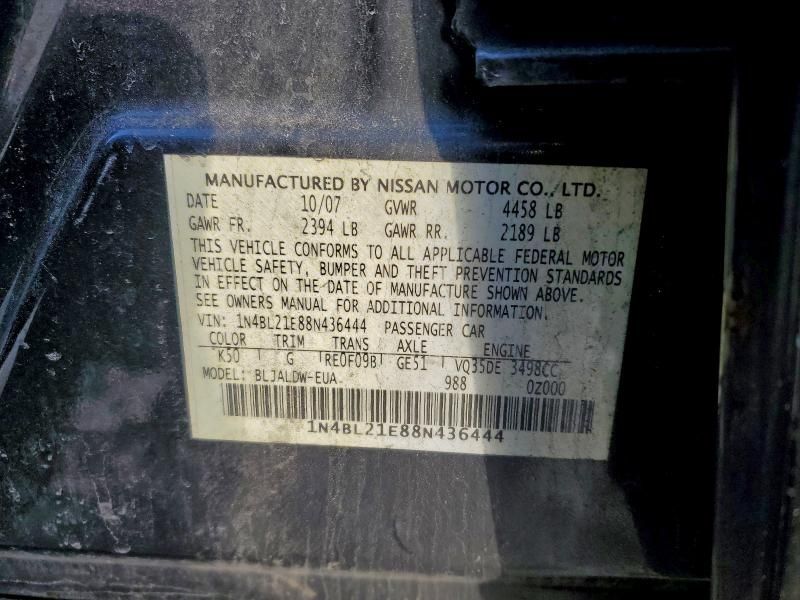 MANUFACTURED BY NISSAN MOTOR CO., LTD.
DATE 10/07 GVWR 4458 LB
GAWR FR. 2394 LB GAWR RR. 2189 LB
THIS VEHICLE CONFORMS TO ALL APPLICABLE FEDERAL MOTOR
VEHICLE SAFETY, BUMPER AND THEFT PREVENTION STANDARDS
IN EFFECT ON THE DATE OF MANUFACTURE SHOWN ABOVE.
SEE OWNERS MANUAL FOR ADDITIONAL INFORMATION.
VIN: 1N4BL21E88N436444 PASSENGER CAR
COLOR TRIM TRANS AXLE ENGINE
K50 G RE0F09B GE51 VQ35DE 3498CC
MODEL: BLJALDW-EUA 988 0Z000
1N4BL21E88N436444